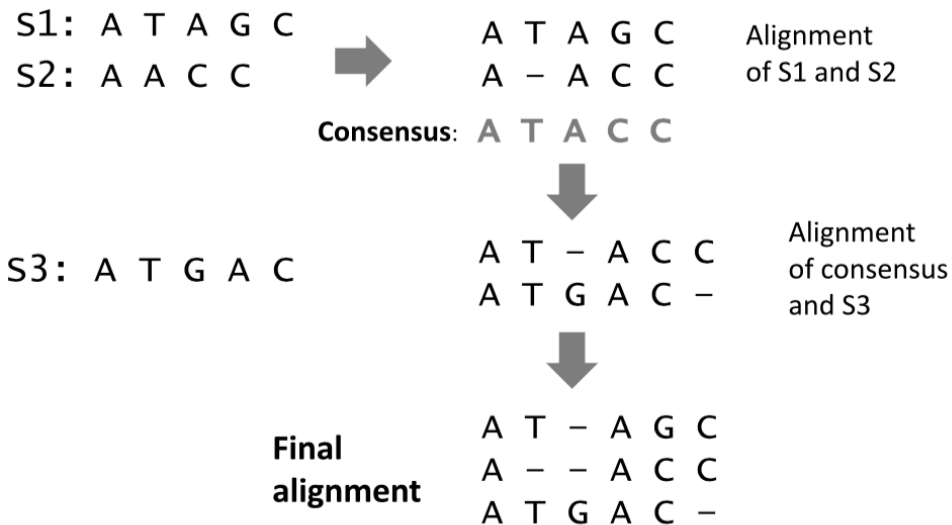 S1: A T A G C
S2: A A C C
A T A G C
A – A C C
Alignment
of S1 and S2
Consensus: A T A C C
S3: A T G A C
A T – A C C
A T G A C –
Alignment
of consensus
and S3
Final
alignment
A T – A G C
A – – A C C
A T G A C –